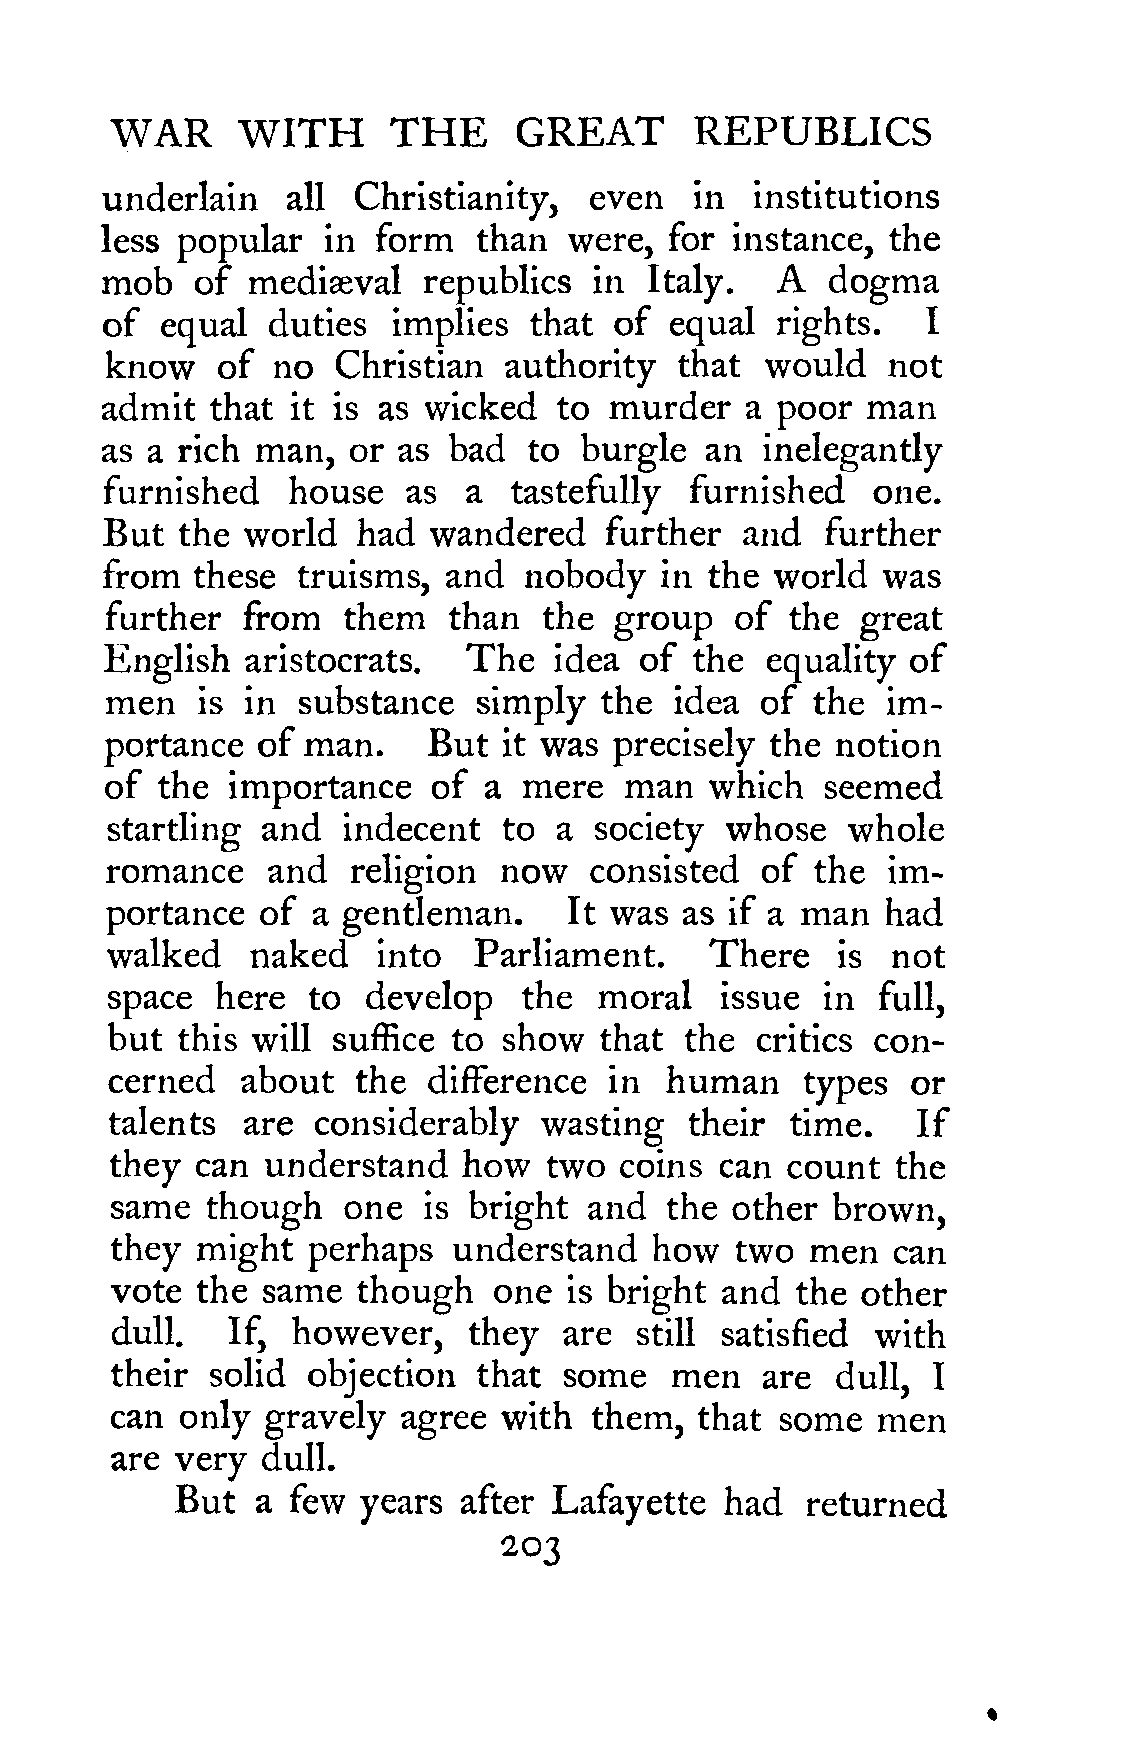 WAR WITH THE GREAT REPUBLICS
underlain all Christianity, even in institutions
less popular in form than were, for instance, the
mob of mediæval republics in Italy. A dogma
of equal duties implies that of equal rights. I
know of no Christian authority that would not
admit that it is as wicked to murder a poor man
as a rich man, or as bad to burgle an inelegantly
furnished house as a tastefully furnished one.
But the world had wandered further and further
from these truisms, and nobody in the world was
further from them than the group of the great
English aristocrats. The idea of the equality of
men is in substance simply the idea of the im-
portance of man. But it was precisely the notion
of the importance of a mere man which seemed
startling and indecent to a society whose whole
romance and religion now consisted of the im-
portance of a gentleman. It was as if a man had
walked naked into Parliament. There is not
space here to develop the moral issue in full,
but this will suffice to show that the critics con-
cerned about the difference in human types or
talents are considerably wasting their time. If
they can understand how two coins can count the
same though one is bright and the other brown,
they might perhaps understand how two men can
vote the same though one is bright and the other
dull. If, however, they are still satisfied with
their solid objection that some men are dull, I
can only gravely agree with them, that some men
are very dull.
But a few years after Lafayette had returned
203